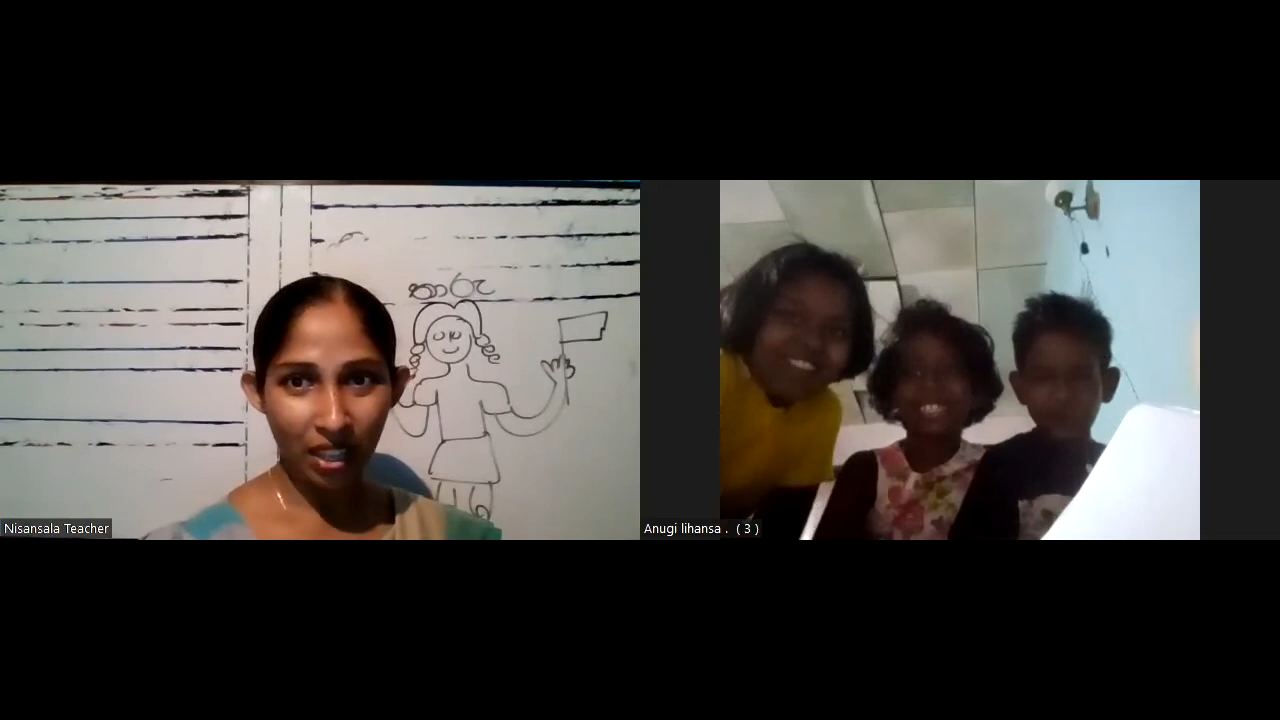 තාරු
Nisansala Teacher
Anugi lihansa . ( 3 )